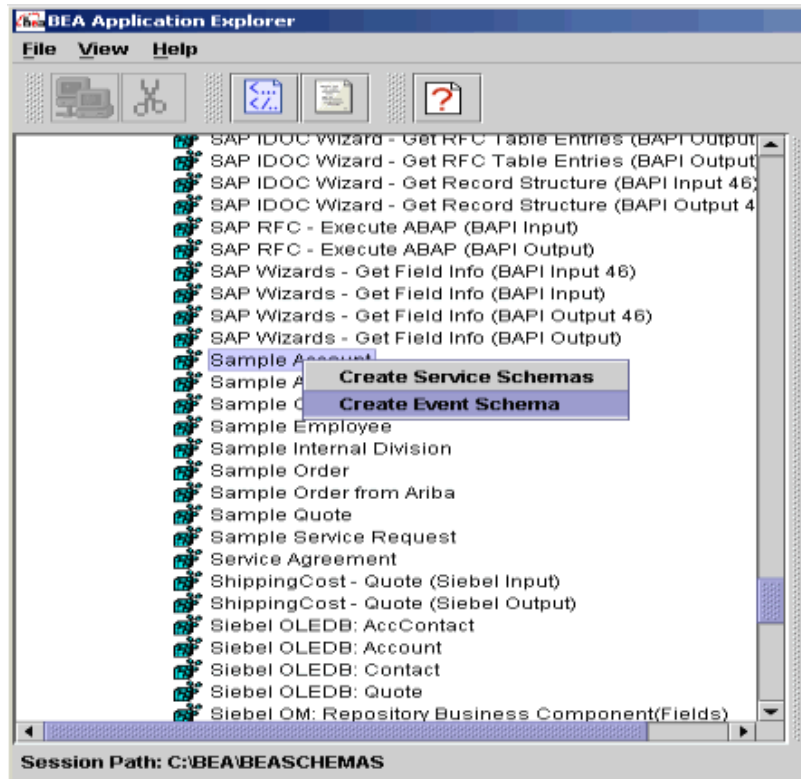 BEA Application Explorer
File View Help
SAP IDOC Wizard - Get RFC Table Entries (BAPI Output
SAP IDOC Wizard - Get RFC Table Entries (BAPI Output
SAP IDOC Wizard - Get Record Structure (BAPI Input 46)
SAP IDOC Wizard - Get Record Structure (BAPI Output 4
SAP RFC - Execute ABAP (BAPI Input)
SAP RFC - Execute ABAP (BAPI Output)
SAP Wizards - Get Field Info (BAPI Input 46)
SAP Wizards - Get Field Info (BAPI Input)
SAP Wizards - Get Field Info (BAPI Output 46)
SAP Wizards - Get Field Info (BAPI Output)
Sample Account
Create Service Schemas
Sample A
Create Event Schema
Sample C
Sample Employee
Sample Internal Division
Sample Order
Sample Order from Ariba
Sample Quote
Sample Service Request
Service Agreement
ShippingCost - Quote (Siebel Input)
ShippingCost - Quote (Siebel Output)
Siebel OLEDB: AccContact
Siebel OLEDB: Account
Siebel OLEDB: Contact
Siebel OLEDB: Quote
Siebel OM: Repository Business Component(Fields)
Session Path: C:\BEA\BEASCHEMAS